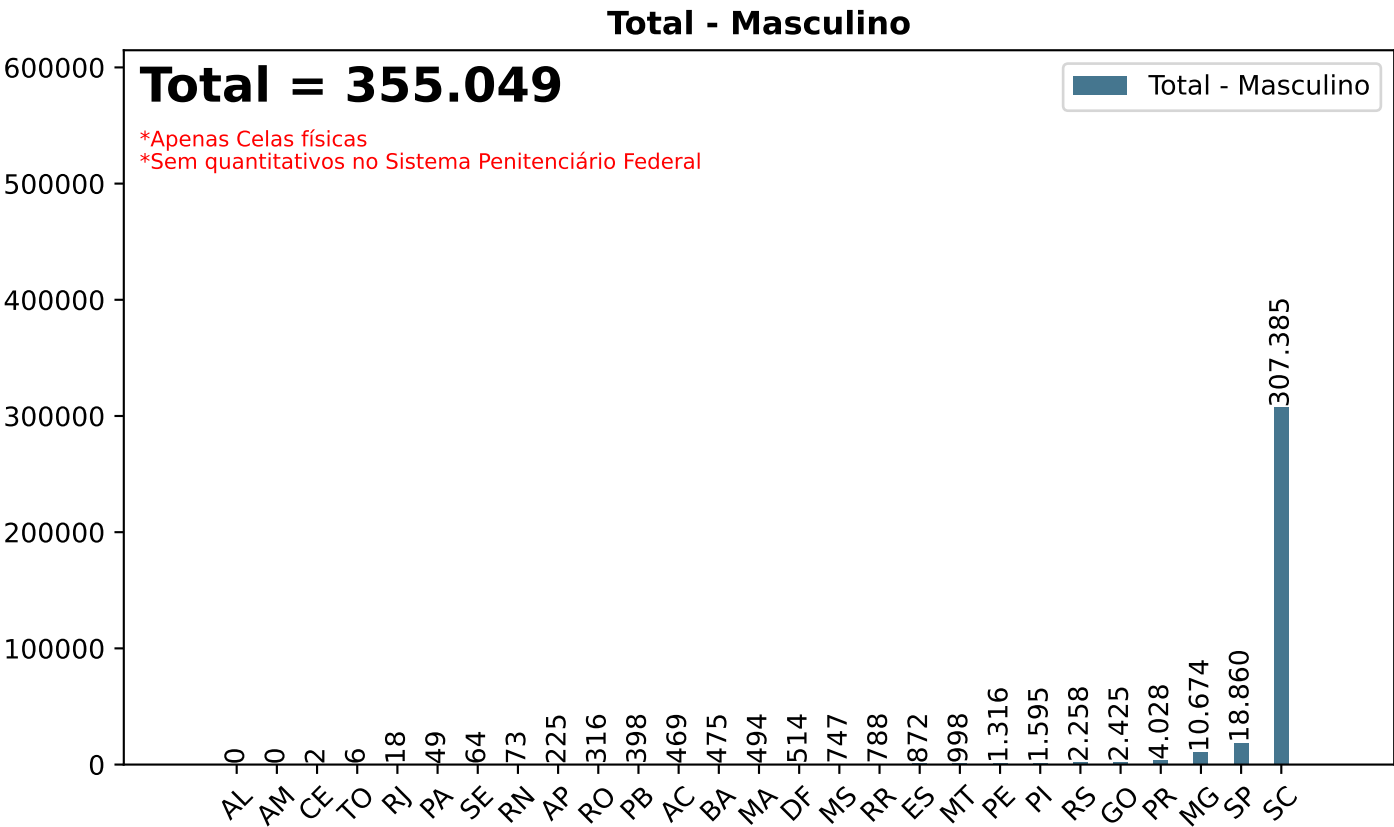 Total - Masculino
Total = 355.049
*Apenas Celas físicas
*Sem quantitativos no Sistema Penitenciário Federal
Total - Masculino
600000
500000
400000
300000
200000
100000
0
0 0 2 6 18 49 64 73 225 316 398 469 475 494 514 747 788 872 998 1.316 1.595 2.258 2.425 4.028 10.674 18.860 307.385
AL AM CE TO RJ PA SE RN AP RO PB AC BA MA DF MS RR ES MT PE PI RS GO PR MG SP SC